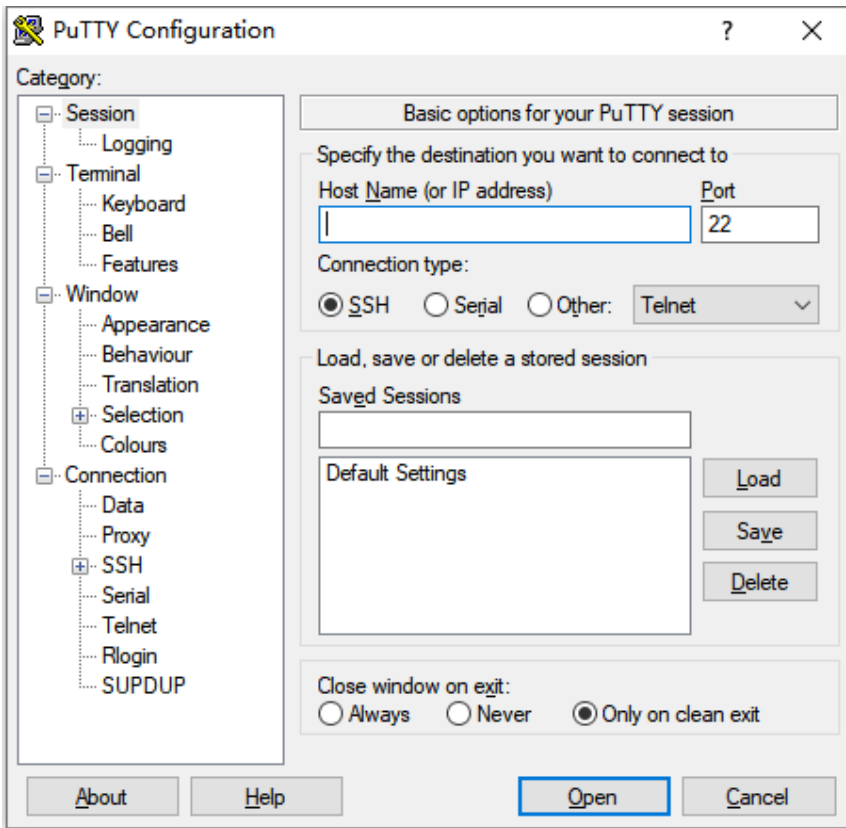 PuTTY Configuration
? ×
Category:
Session
Logging
Terminal
Keyboard
Bell
Features
Window
Appearance
Behaviour
Translation
Selection
Colours
Connection
Data
Proxy
SSH
Serial
Telnet
Rlogin
SUPDUP
Basic options for your PuTTY session
Specify the destination you want to connect to
Host Name (or IP address) Port
22
Connection type:
SSH Serial Other: Telnet
Load, save or delete a stored session
Saved Sessions
Default Settings
Load
Save
Delete
Close window on exit:
Always Never Only on clean exit
About Help Open Cancel